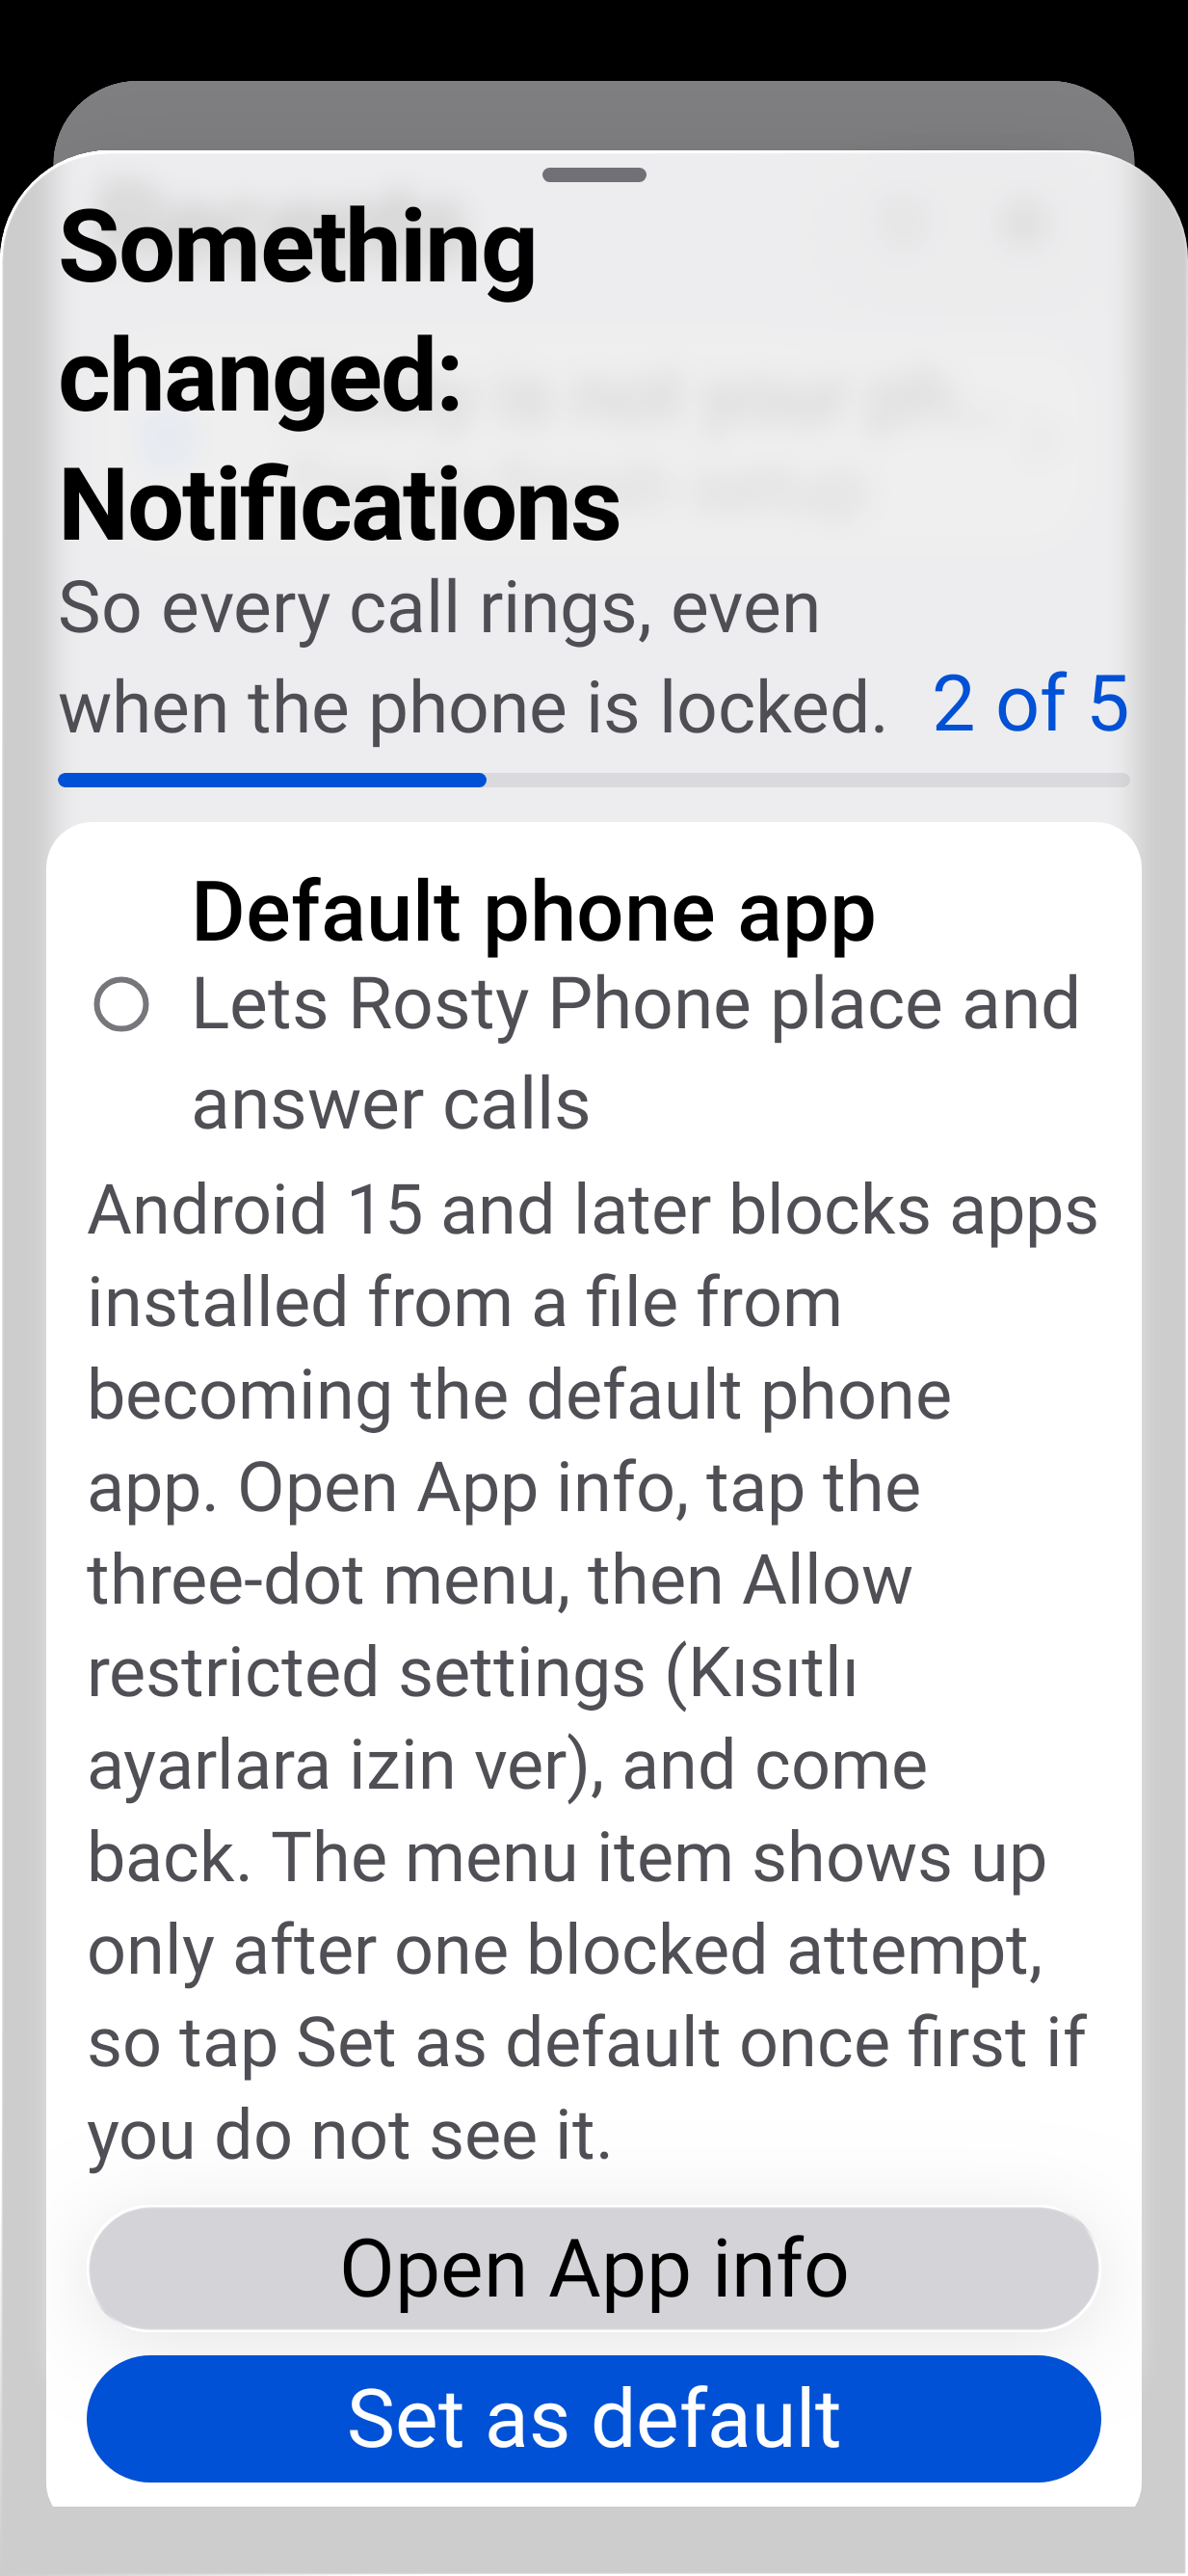 Something
changed:
Notifications
So every call rings, even
when the phone is locked.
2 of 5
Default phone app
Lets Rosty Phone place and
answer calls
Android 15 and later blocks apps
installed from a file from
becoming the default phone
app. Open App info, tap the
three-dot menu, then Allow
restricted settings (Kısıtlı
ayarlara izin ver), and come
back. The menu item shows up
only after one blocked attempt,
so tap Set as default once first if
you do not see it.
Open App info
Set as default